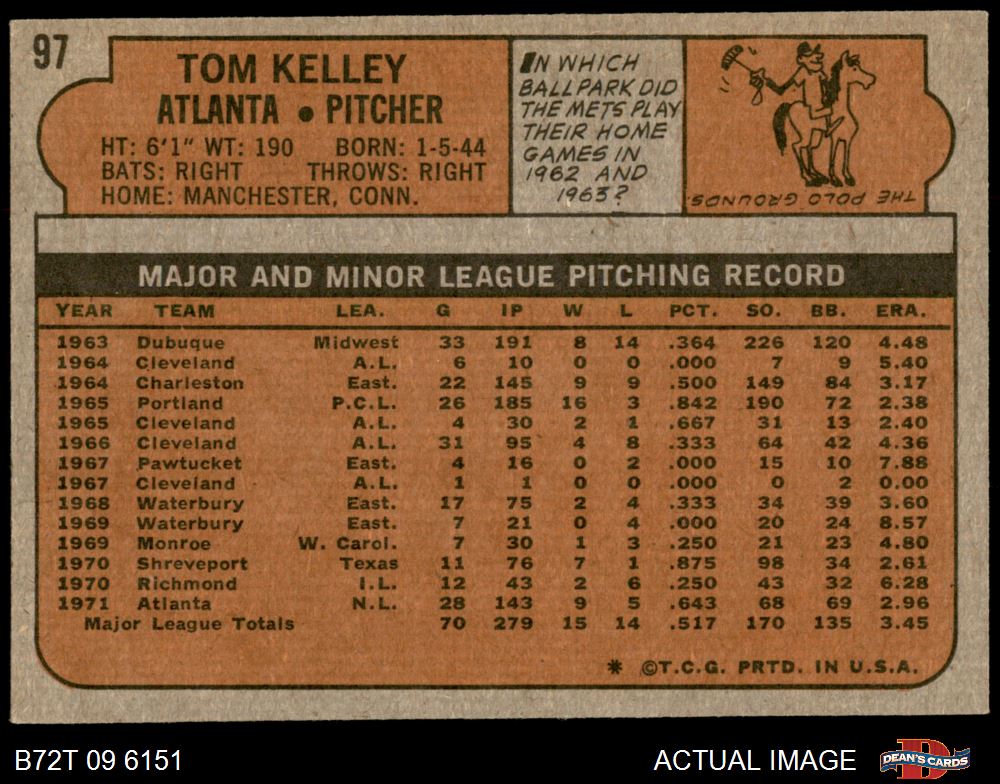 97
TOM KELLEY
ATLANTA • PITCHER
HT: 6'1" WT: 190 BORN: 1-5-44
BATS: RIGHT THROWS: RIGHT
HOME: MANCHESTER, CONN.
IN WHICH
BALLPARK DID
THE METS PLAY
THEIR HOME
GAMES IN
1962 AND
1963?
THE POLO GROUNDS.
MAJOR AND MINOR LEAGUE PITCHING RECORD
YEAR TEAM LEA. G IP W L PCT. SO. BB. ERA.
1963 Dubuque Midwest 33 191 8 14 .364 226 120 4.48
1964 Cleveland A.L. 6 10 0 0 .000 7 9 5.40
1964 Charleston East. 22 145 9 9 .500 149 84 3.17
1965 Portland P.C.L. 26 185 16 3 .842 190 72 2.38
1965 Cleveland A.L. 4 30 2 1 .667 31 13 2.40
1966 Cleveland A.L. 31 95 4 8 .333 64 42 4.36
1967 Pawtucket East. 4 16 0 2 .000 15 10 7.88
1967 Cleveland A.L. 1 1 0 0 .000 0 2 0.00
1968 Waterbury East. 17 75 2 4 .333 34 39 3.60
1969 Waterbury East. 7 21 0 4 .000 20 24 8.57
1969 Monroe W. Carol. 7 30 1 3 .250 21 23 4.80
1970 Shreveport Texas 11 76 7 1 .875 98 34 2.61
1970 Richmond I.L. 12 43 2 6 .250 43 32 6.28
1971 Atlanta N.L. 28 143 9 5 .643 68 69 2.96
Major League Totals 70 279 15 14 .517 170 135 3.45
* ©T.C.G. PRTD. IN U.S.A.
B72T 09 6151 ACTUAL IMAGE
D
DEAN'S CARDS